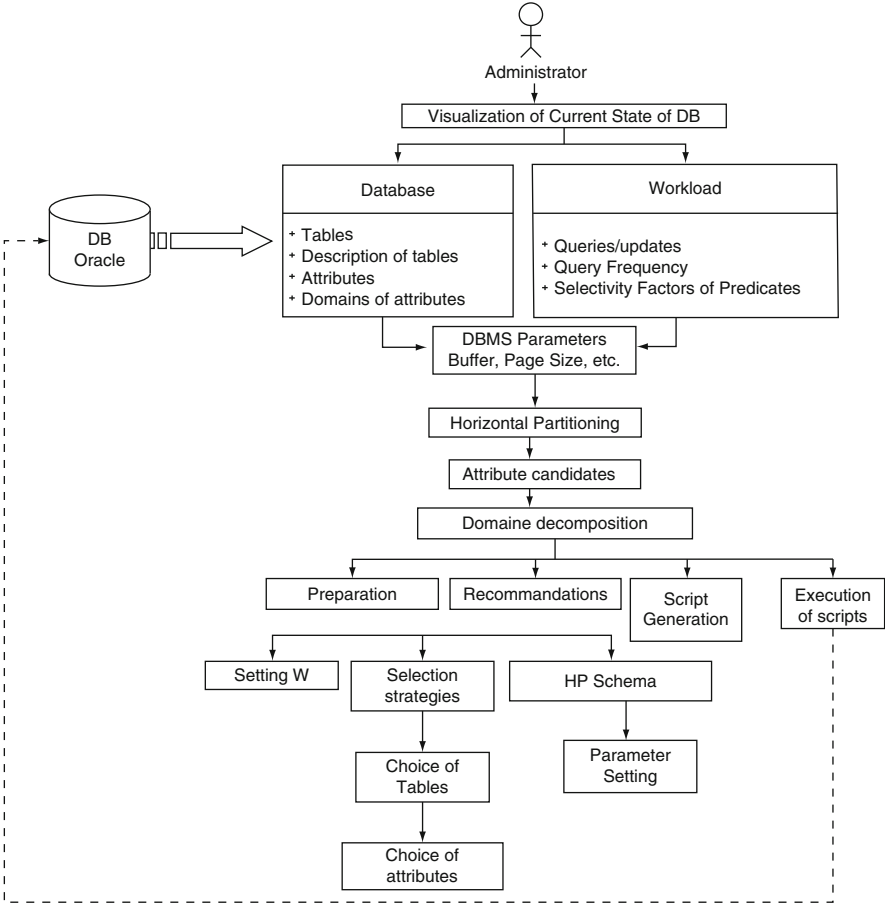 Administrator
Visualization of Current State of DB
Database
Workload
DB
Oracle
+ Tables
+ Description of tables
+ Attributes
+ Domains of attributes
+ Queries/updates
+ Query Frequency
+ Selectivity Factors of Predicates
DBMS Parameters
Buffer, Page Size, etc.
Horizontal Partitioning
Attribute candidates
Domaine decomposition
Preparation
Recommandations
Script
Generation
Execution
of scripts
Setting W
Selection
strategies
HP Schema
Choice of
Tables
Parameter
Setting
Choice of
attributes